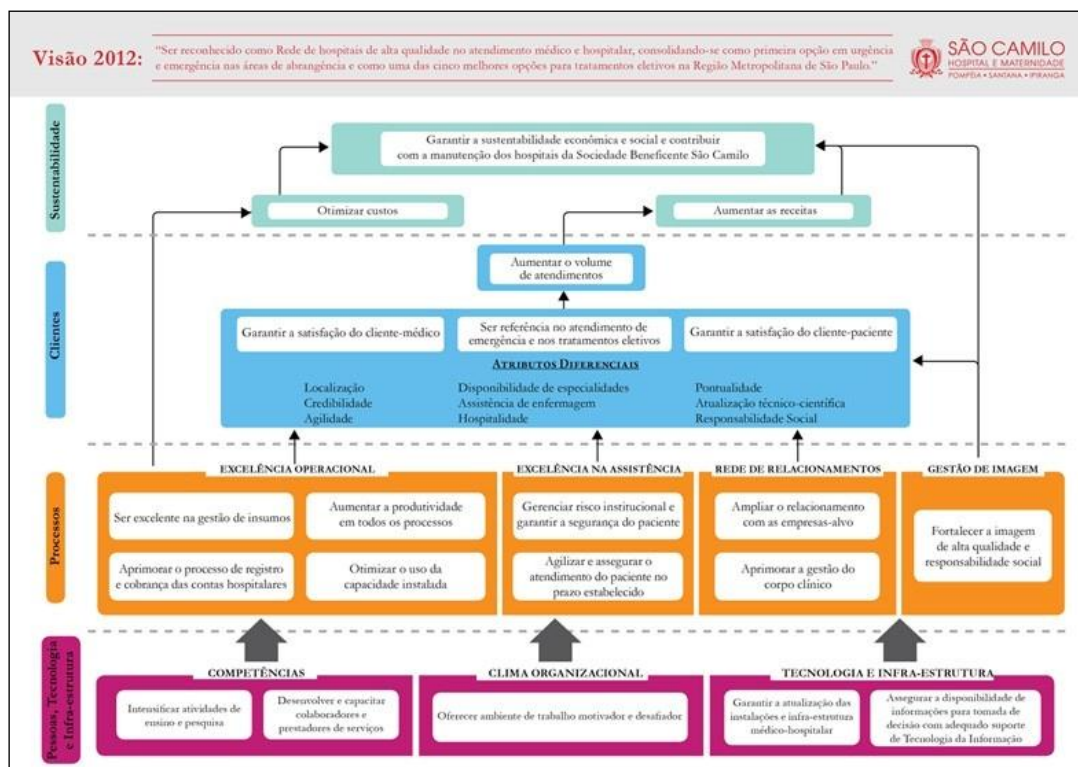 Visão 2012:
"Ser reconhecido como Rede de hospitais de alta qualidade no atendimento médico e hospitalar, consolidando-se como primeira opção em urgência
e emergência nas áreas de abrangência e como uma das cinco melhores opções para tratamentos eletivos na Região Metropolitana de São Paulo."
SÃO CAMILO
HOSPITAL E MATERNIDADE
POMPÉIA • SANTANA • IPIRANGA
Sustentabilidade
Garantir a sustentabilidade econômica e social e contribuir
com a manutenção dos hospitais da Sociedade Beneficente São Camilo
Otimizar custos
Aumentar as receitas
Clientes
Aumentar o volume
de atendimentos
Garantir a satisfação do cliente-médico
Ser referência no atendimento de
emergência e nos tratamentos eletivos
Garantir a satisfação do cliente-paciente
ATRIBUTOS DIFERENCIAIS
Localização
Credibilidade
Agilidade
Disponibilidade de especialidades
Assistência de enfermagem
Hospitalidade
Pontualidade
Atualização técnico-científica
Responsabilidade Social
Processos
EXCELÊNCIA OPERACIONAL
Ser excelente na gestão de insumos
Aumentar a produtividade
em todos os processos
Aprimorar o processo de registro
e cobrança das contas hospitalares
Otimizar o uso da
capacidade instalada
EXCELÊNCIA NA ASSISTÊNCIA
Gerenciar risco institucional e
garantir a segurança do paciente
Agilizar e assegurar o
atendimento do paciente no
prazo estabelecido
REDE DE RELACIONAMENTOS
Ampliar o relacionamento
com as empresas-alvo
Aprimorar a gestão do
corpo clínico
GESTÃO DE IMAGEM
Fortalecer a imagem
de alta qualidade e
responsabilidade social
Pessoas, Tecnologia
e Infra-estrutura
COMPETÊNCIAS
Intensificar atividades de
ensino e pesquisa
Desenvolver e capacitar
colaboradores e
prestadores de serviços
CLIMA ORGANIZACIONAL
Oferecer ambiente de trabalho motivador e desafiador
TECNOLOGIA E INFRA-ESTRUTURA
Garantir a atualização das
instalações e infra-estrutura
médico-hospitalar
Assegurar a disponibilidade de
informações para tomada de
decisão com adequado suporte
de Tecnologia da Informação